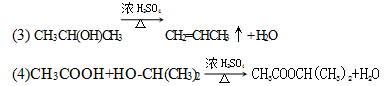 浓 H₂SO₄
(3) CH₃CH(OH)CH₃ → CH₂=CHCH₃ ↑ +H₂O
△
浓 H₂SO₄
(4)CH₃COOH+HO-CH(CH₃)₂ → CH₃COOCH(CH₃)₂+H₂O
△